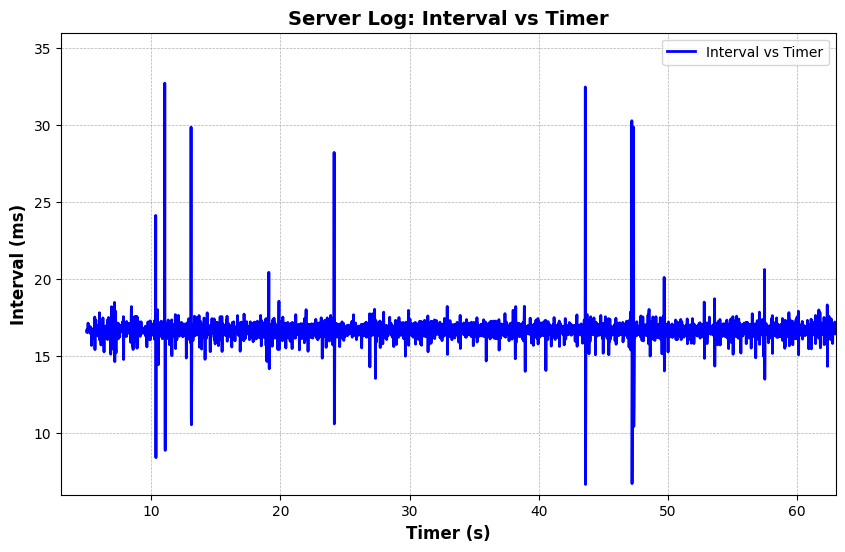 Server Log: Interval vs Timer
Interval vs Timer
35
30
25
20
15
10
Interval (ms)
10 20 30 40 50 60
Timer (s)